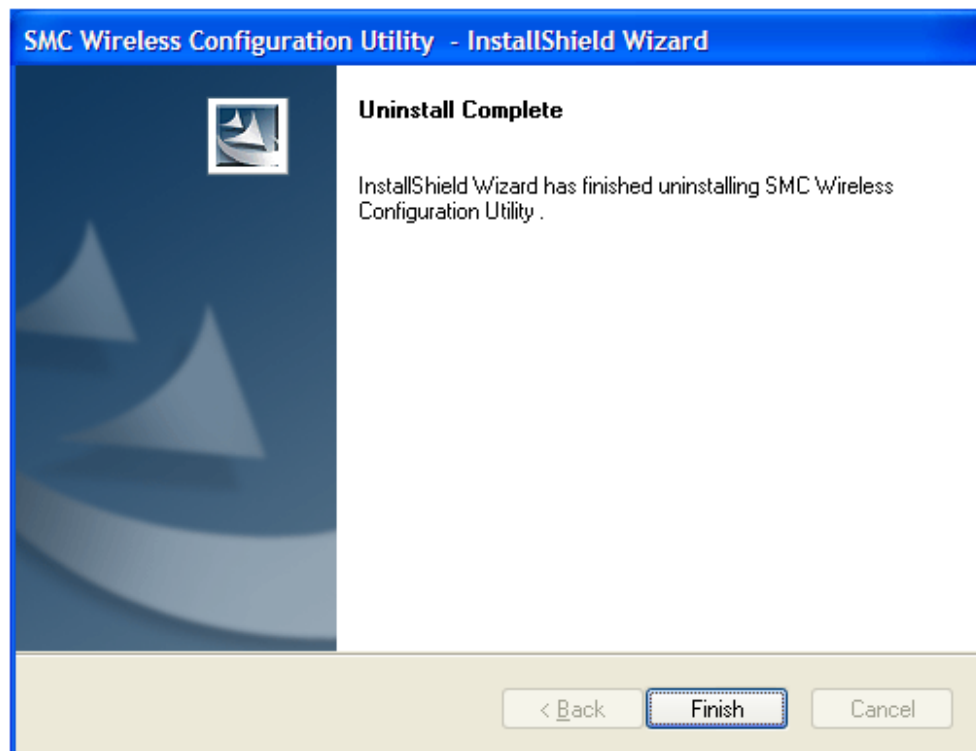 SMC Wireless Configuration Utility  - InstallShield Wizard
Uninstall Complete
InstallShield Wizard has finished uninstalling SMC Wireless
Configuration Utility .
< Back
Finish
Cancel